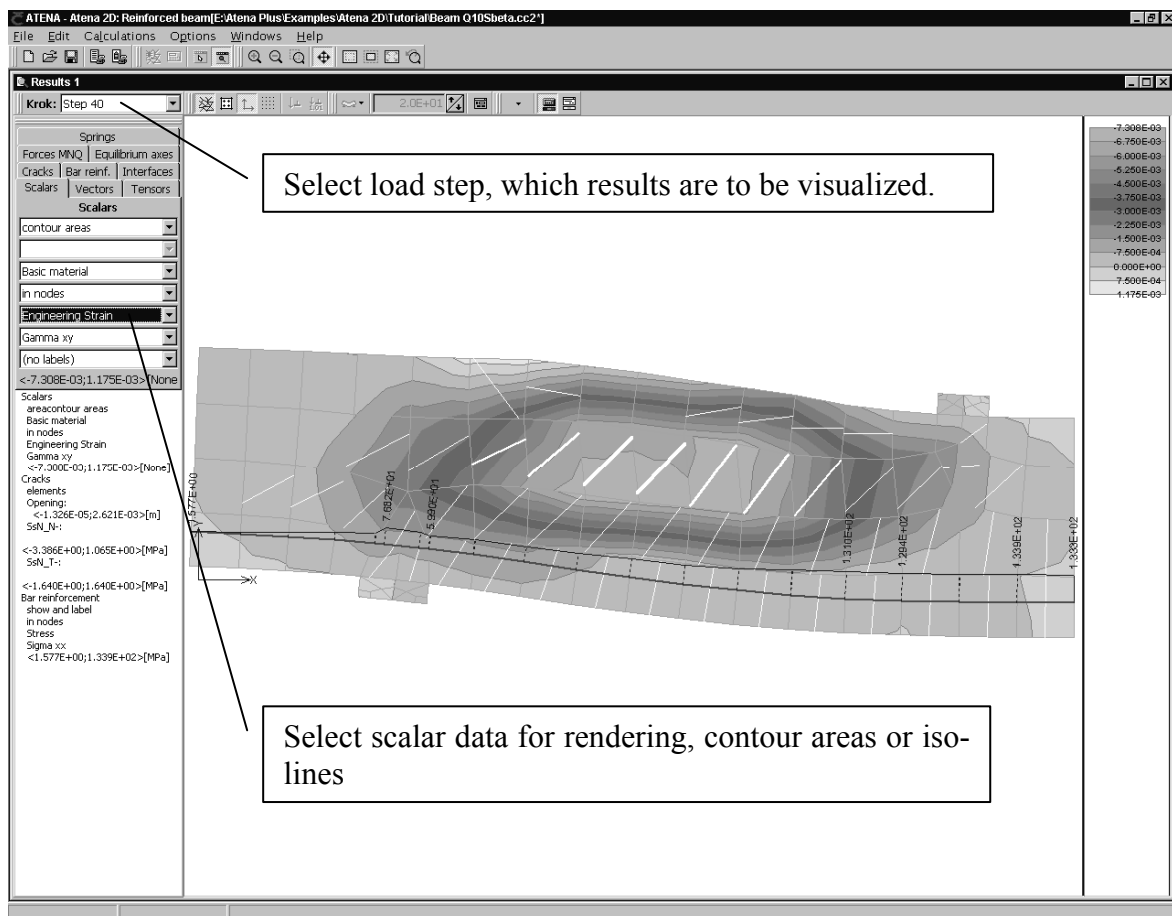 ATENA - Atena 2D: Reinforced beam[E:\Atena Plus\Examples\Atena 2D\Tutorial\Beam Q10Sbeta.cc2*]
File Edit Calculations Options Windows Help
Results 1
Krok: Step 40
2.0E+01
Springs
Forces MNQ Equilibrium axes
Cracks Bar reinf. Interfaces
Scalars Vectors Tensors
Scalars
contour areas
Basic material
in nodes
Engineering Strain
Gamma xy
(no labels)
<-7.308E-03;1.175E-03>[None
Scalars
areacontour areas
Basic material
in nodes
Engineering Strain
Gamma xy
<-7.300E-03;1.175E-03>[None]
Cracks
elements
Opening:
<-1.326E-05;2.621E-03>[m]
SsN_N-:
<-3.386E+00;1.065E+00>[MPa]
SsN_T-:
<-1.640E+00;1.640E+00>[MPa]
Bar reinforcement
show and label
in nodes
Stress
Sigma xx
<1.577E+00;1.339E+02>[MPa]
Select load step, which results are to be visualized.
-7.308E-03
-6.750E-03
-6.000E-03
-5.250E-03
-4.500E-03
-3.750E-03
-3.000E-03
-2.250E-03
-1.500E-03
-7.500E-04
0.000E+00
7.500E-04
1.175E-03
7.682E+01
5.990E+01
1.310E+02
1.294E+02
1.339E+02
1.333E+02
Y
X
Select scalar data for rendering, contour areas or iso-
lines